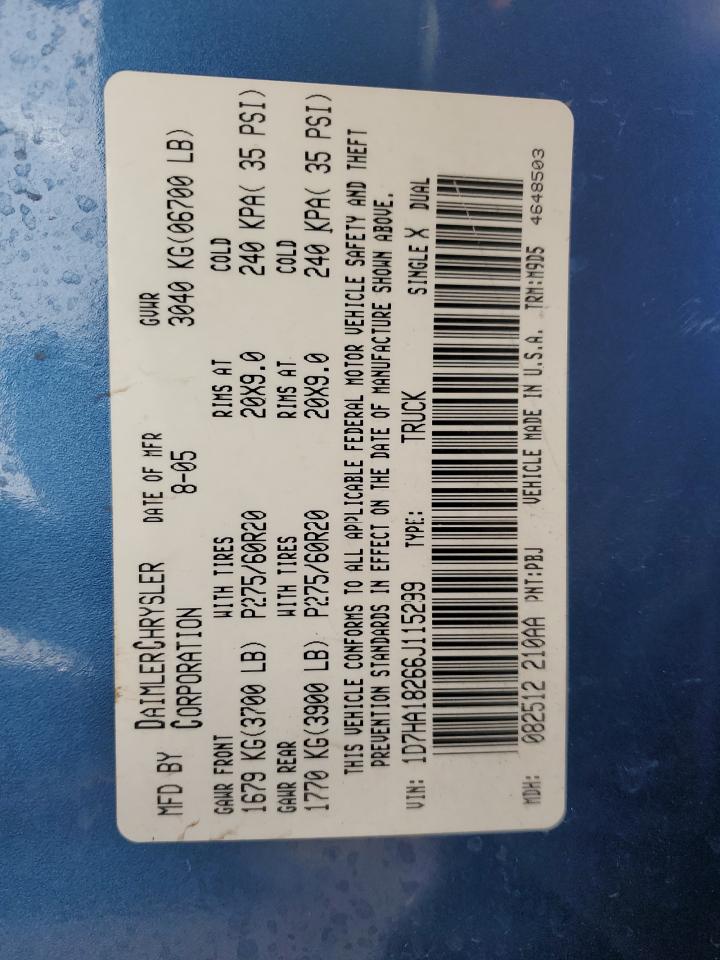 MFD BY DAIMLERCHRYSLER CORPORATION DATE OF MFR 8-05 GVWR 3040 KG(06700 LB)
GAWR FRONT WITH TIRES RIMS AT COLD
1679 KG(3700 LB) P275/60R20 20X9.0 240 KPA( 35 PSI)
GAWR REAR WITH TIRES RIMS AT COLD
1770 KG(3900 LB) P275/60R20 20X9.0 240 KPA( 35 PSI)
THIS VEHICLE CONFORMS TO ALL APPLICABLE FEDERAL MOTOR VEHICLE SAFETY AND THEFT
PREVENTION STANDARDS IN EFFECT ON THE DATE OF MANUFACTURE SHOWN ABOVE.
VIN: 1D7HA18266J115299 TYPE: TRUCK SINGLE X DUAL
MDH: 082512 210AA PNT:PBJ VEHICLE MADE IN U.S.A. TRM:M9D5 4648503